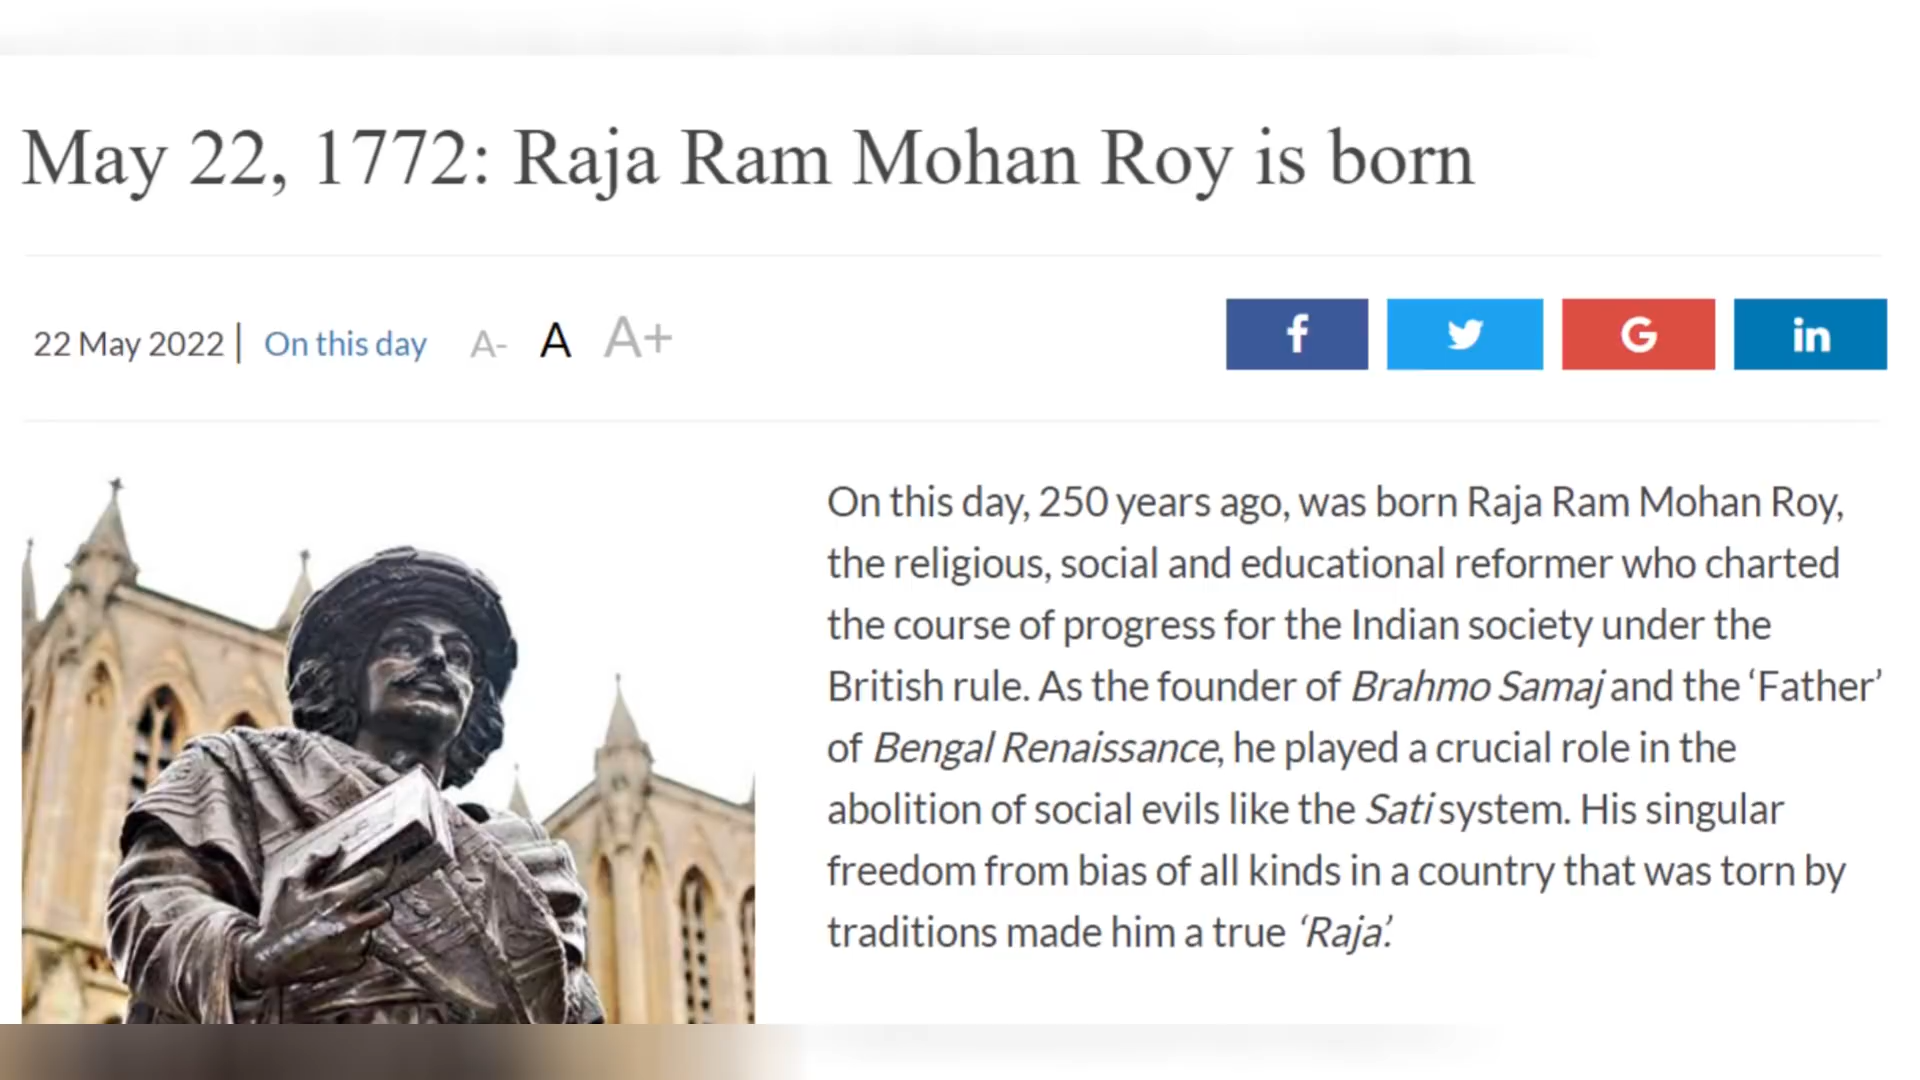 May 22, 1772: Raja Ram Mohan Roy is born
22 May 2022 | On this day A- A A+
f G in
On this day, 250 years ago, was born Raja Ram Mohan Roy,
the religious, social and educational reformer who charted
the course of progress for the Indian society under the
British rule. As the founder of Brahmo Samaj and the ‘Father’
of Bengal Renaissance, he played a crucial role in the
abolition of social evils like the Sati system. His singular
freedom from bias of all kinds in a country that was torn by
traditions made him a true ‘Raja’.